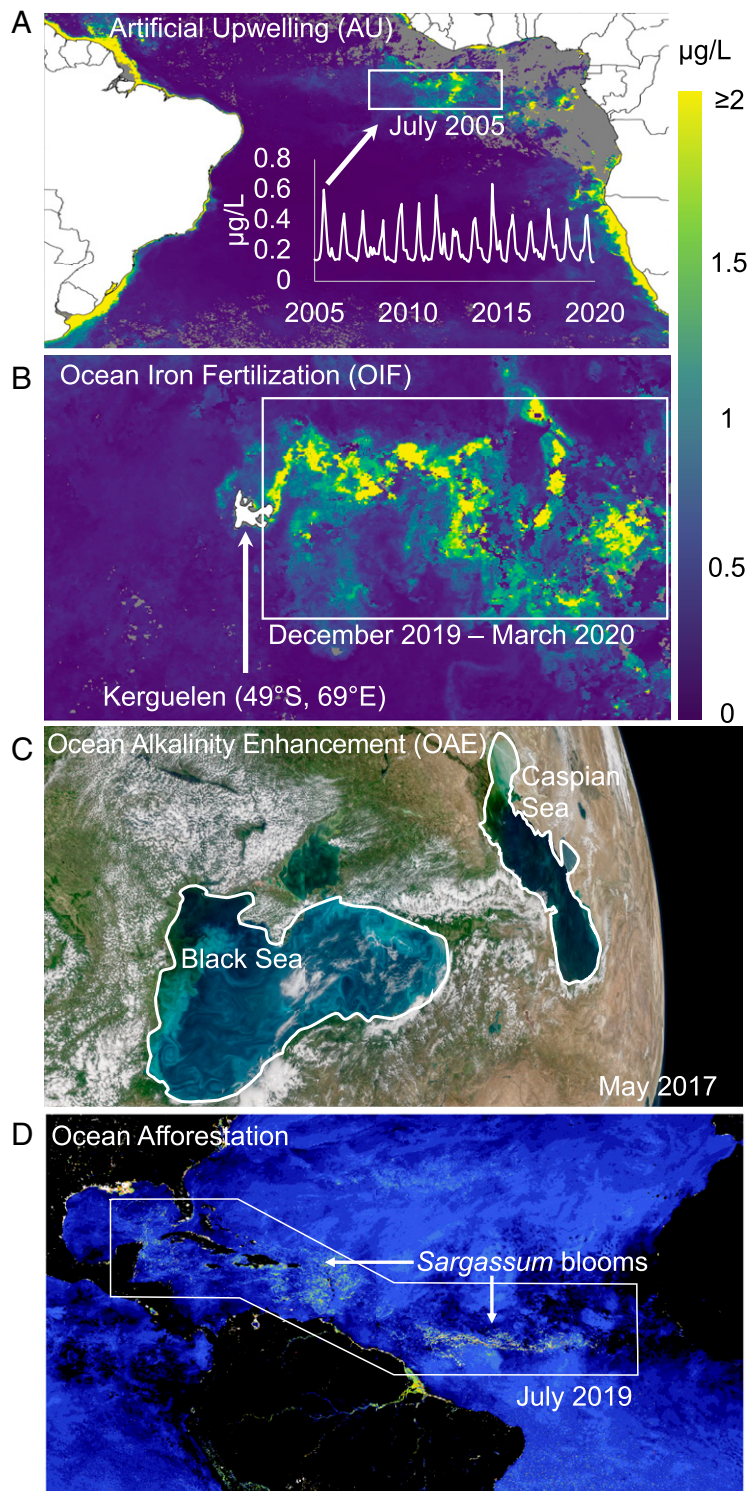 A
Artificial Upwelling (AU)
µg/L
≥2
1.5
1
0.5
0
July 2005
µg/L
0.8
0.6
0.4
0.2
0
2005 2010 2015 2020
B
Ocean Iron Fertilization (OIF)
December 2019 – March 2020
Kerguelen (49°S, 69°E)
C
Ocean Alkalinity Enhancement (OAE)
Caspian
Sea
Black Sea
May 2017
D
Ocean Afforestation
Sargassum blooms
July 2019